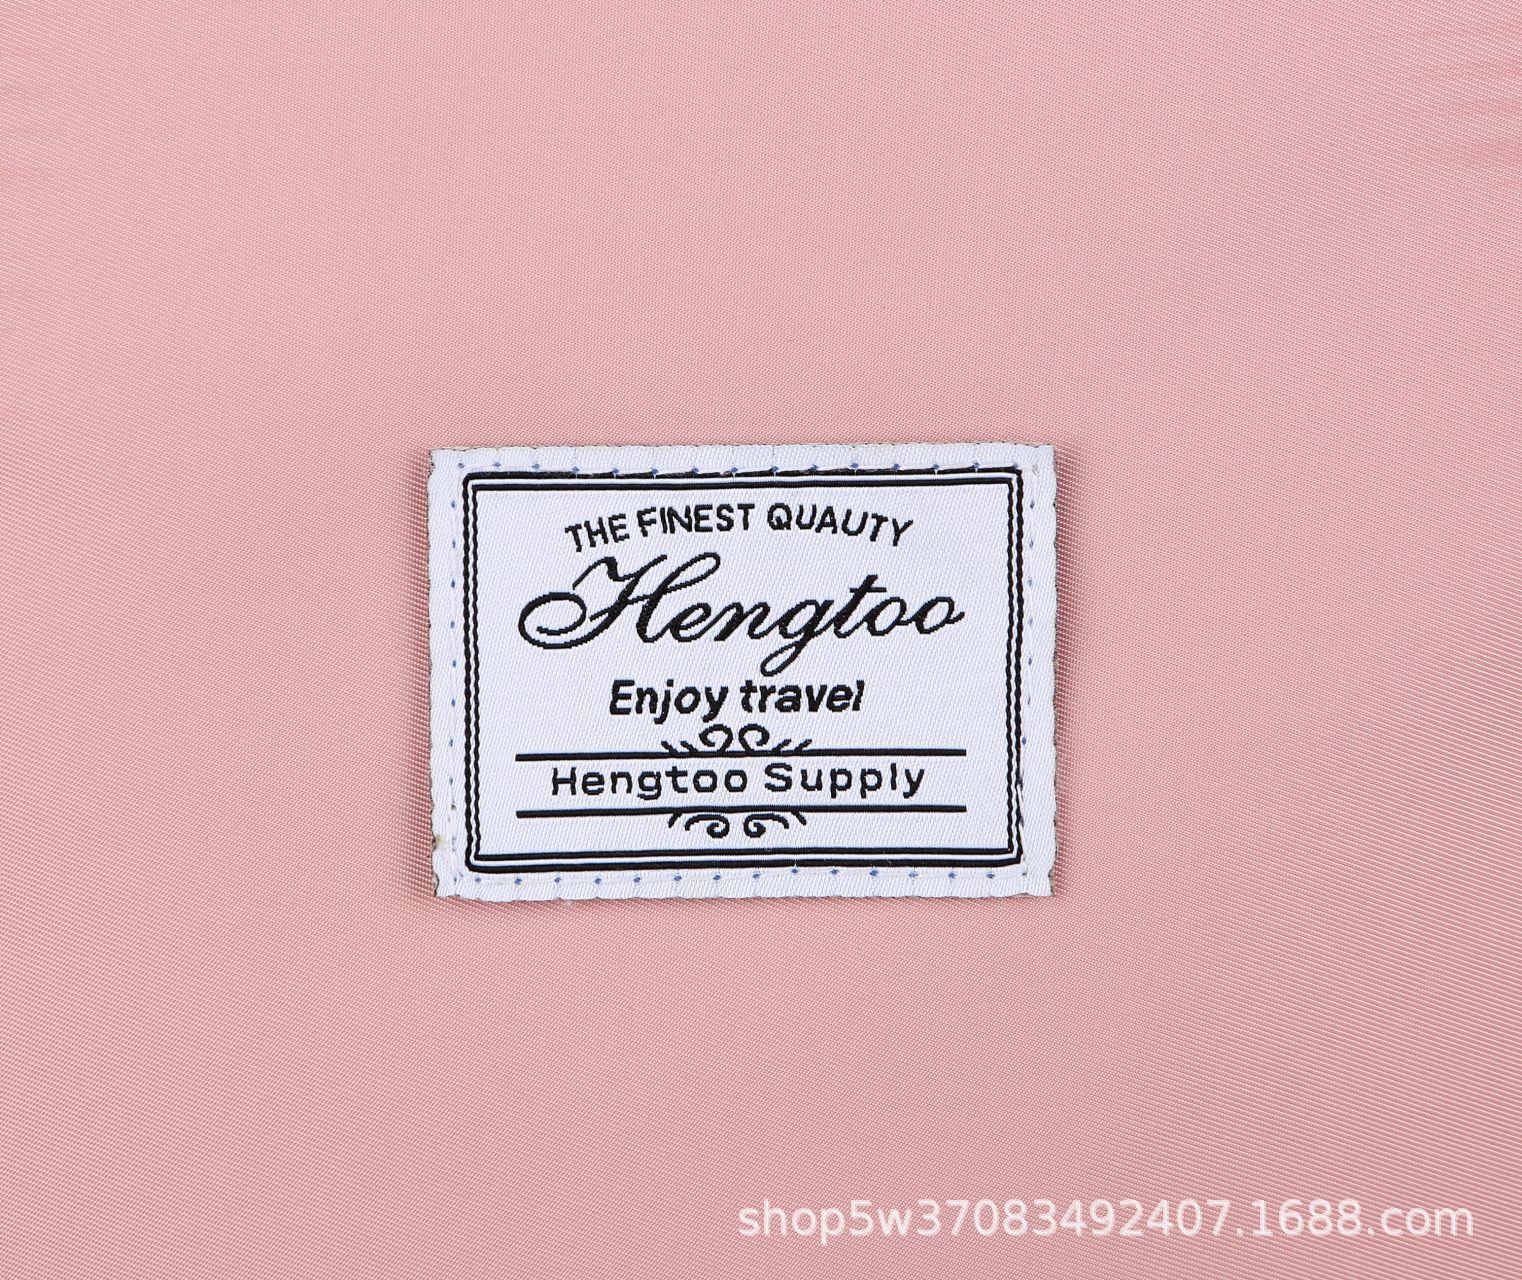 THE FINEST QUAUTY
Hengtoo
Enjoy travel
Hengtoo Supply
shop5w37083492407.1688.com